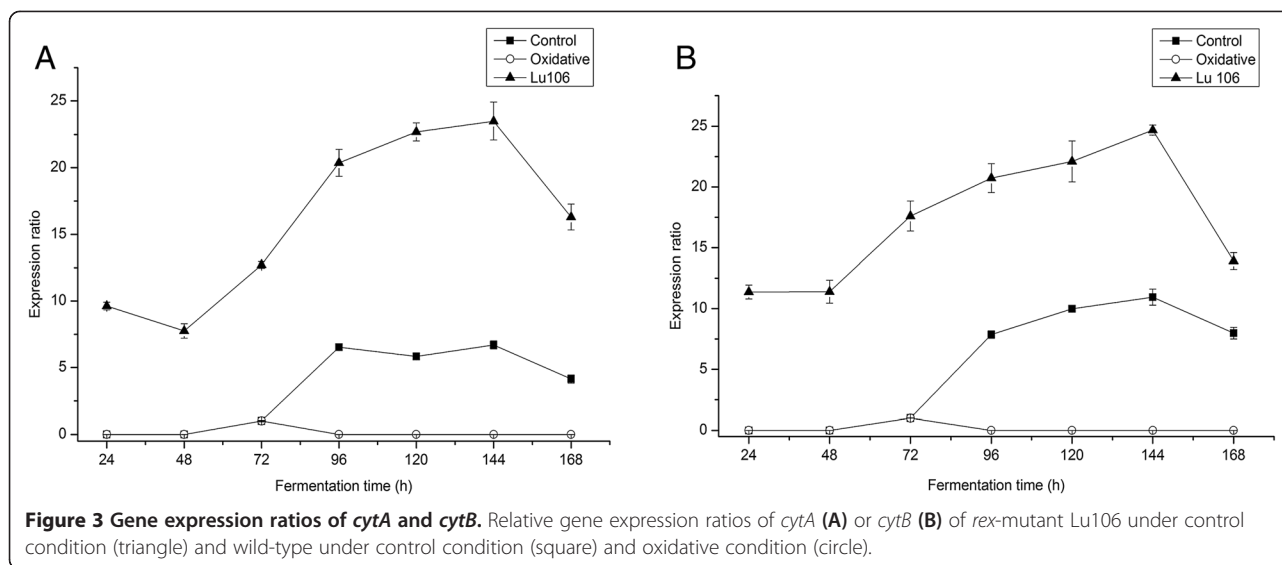 A
Control
Oxidative
Lu106
25
20
15
10
5
0
Expression ratio
24 48 72 96 120 144 168
Fermentation time (h)
B
Control
Oxidative
Lu 106
25
20
15
10
5
0
Expression ratio
24 48 72 96 120 144 168
Fermentation time (h)
Figure 3 Gene expression ratios of cytA and cytB. Relative gene expression ratios of cytA (A) or cytB (B) of rex-mutant Lu106 under control
condition (triangle) and wild-type under control condition (square) and oxidative condition (circle).